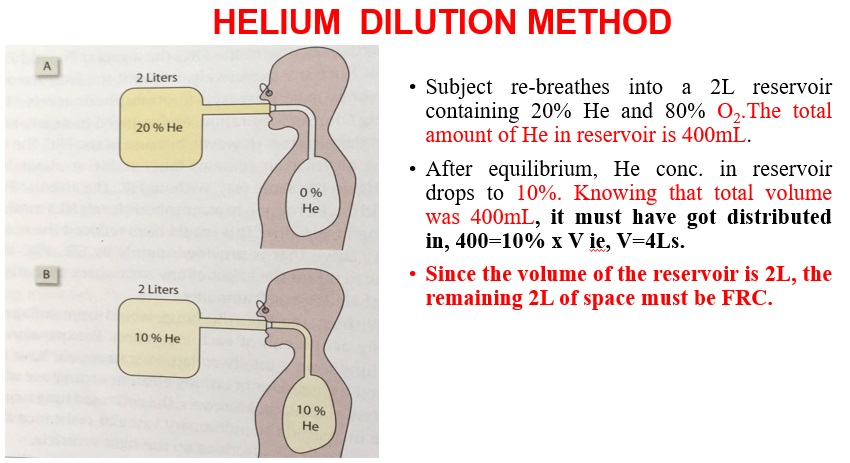 HELIUM DILUTION METHOD
A
2 Liters
20 % He
0 %
He
B
2 Liters
10 % He
10 %
He
• Subject re-breathes into a 2L reservoir
containing 20% He and 80% O₂.The total
amount of He in reservoir is 400mL.
• After equilibrium, He conc. in reservoir
drops to 10%. Knowing that total volume
was 400mL, it must have got distributed
in, 400=10% x V ie, V=4Ls.
• Since the volume of the reservoir is 2L, the
remaining 2L of space must be FRC.